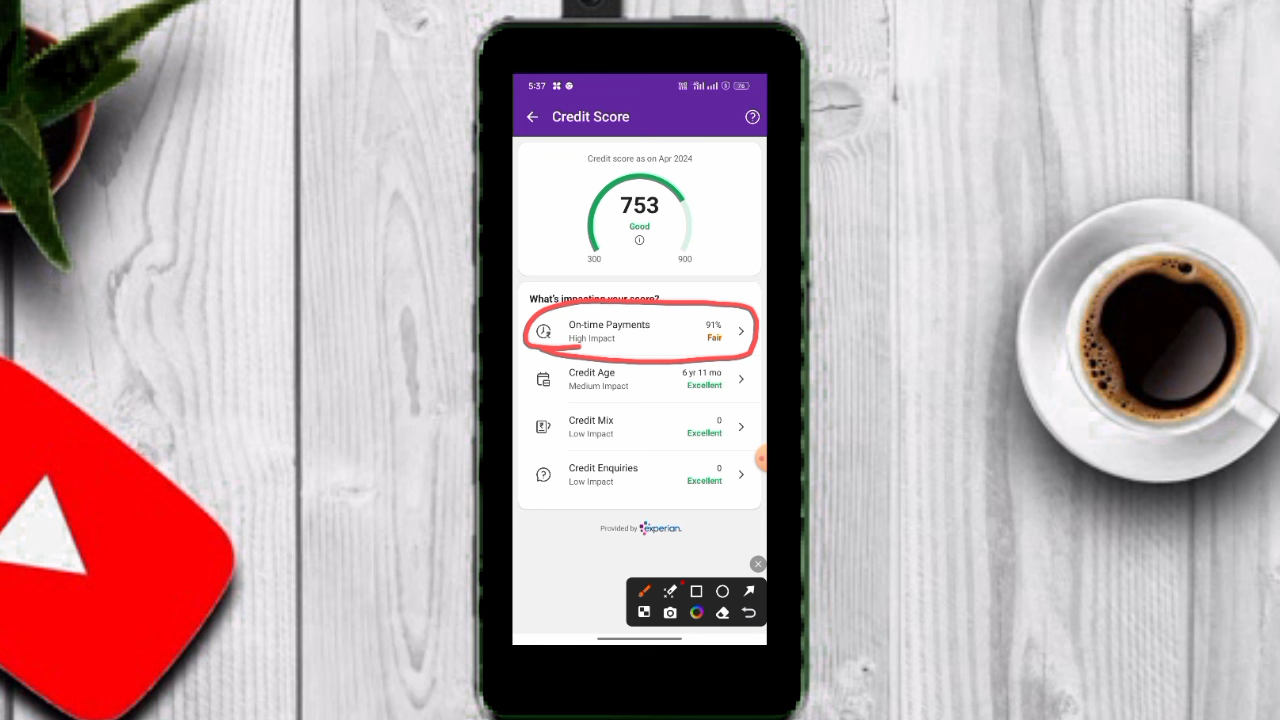 5:37
Credit Score
Credit score as on Apr 2024
753
Good
300 900
What's impacting your score?
On-time Payments 91%
High Impact Fair
Credit Age 6 yr 11 mo
Medium Impact Excellent
Credit Mix 0
Low Impact Excellent
Credit Enquiries 0
Low Impact Excellent
Provided by experian.